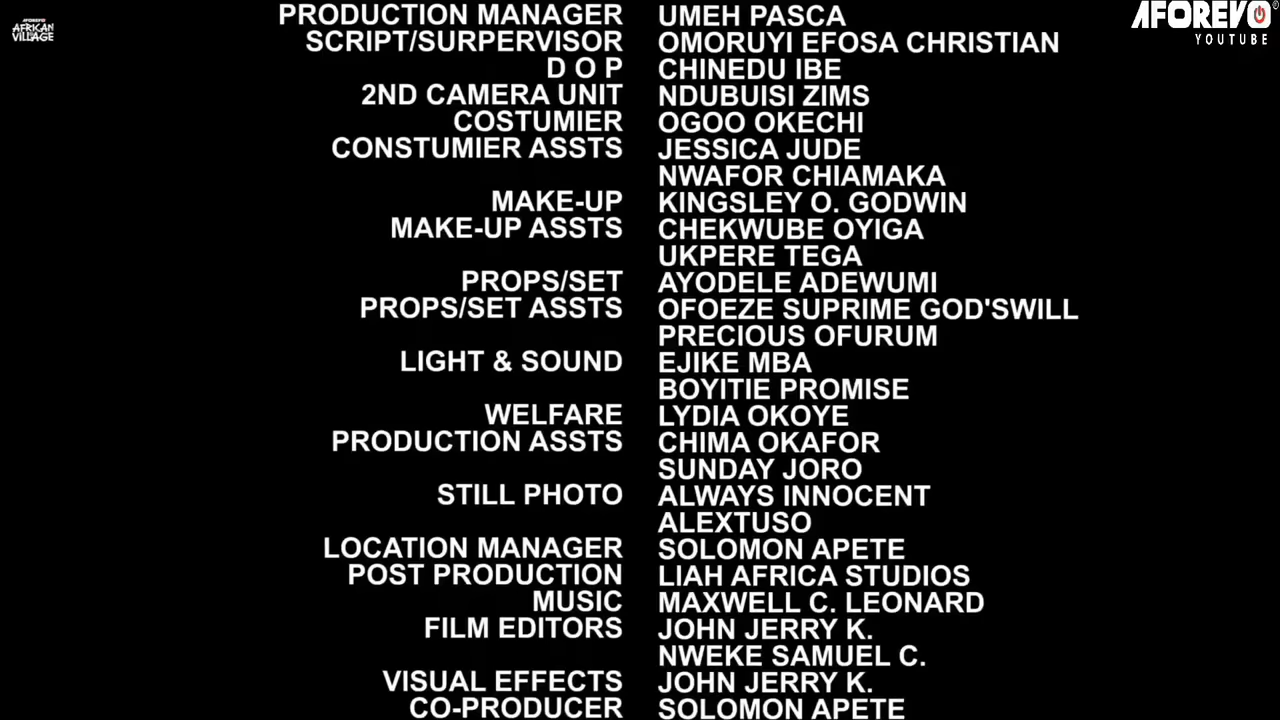 AFOREVO
AFRICAN
VILLAGE
AFOREVO®
YOUTUBE
PRODUCTION MANAGER UMEH PASCA
SCRIPT/SURPERVISOR OMORUYI EFOSA CHRISTIAN
D O P CHINEDU IBE
2ND CAMERA UNIT NDUBUISI ZIMS
COSTUMIER OGOO OKECHI
CONSTUMIER ASSTS JESSICA JUDE
NWAFOR CHIAMAKA
MAKE-UP KINGSLEY O. GODWIN
MAKE-UP ASSTS CHEKWUBE OYIGA
UKPERE TEGA
PROPS/SET AYODELE ADEWUMI
PROPS/SET ASSTS OFOEZE SUPRIME GOD'SWILL
PRECIOUS OFURUM
LIGHT & SOUND EJIKE MBA
BOYITIE PROMISE
WELFARE LYDIA OKOYE
PRODUCTION ASSTS CHIMA OKAFOR
SUNDAY JORO
STILL PHOTO ALWAYS INNOCENT
ALEXTUSO
LOCATION MANAGER SOLOMON APETE
POST PRODUCTION LIAH AFRICA STUDIOS
MUSIC MAXWELL C. LEONARD
FILM EDITORS JOHN JERRY K.
NWEKE SAMUEL C.
VISUAL EFFECTS JOHN JERRY K.
CO-PRODUCER SOLOMON APETE